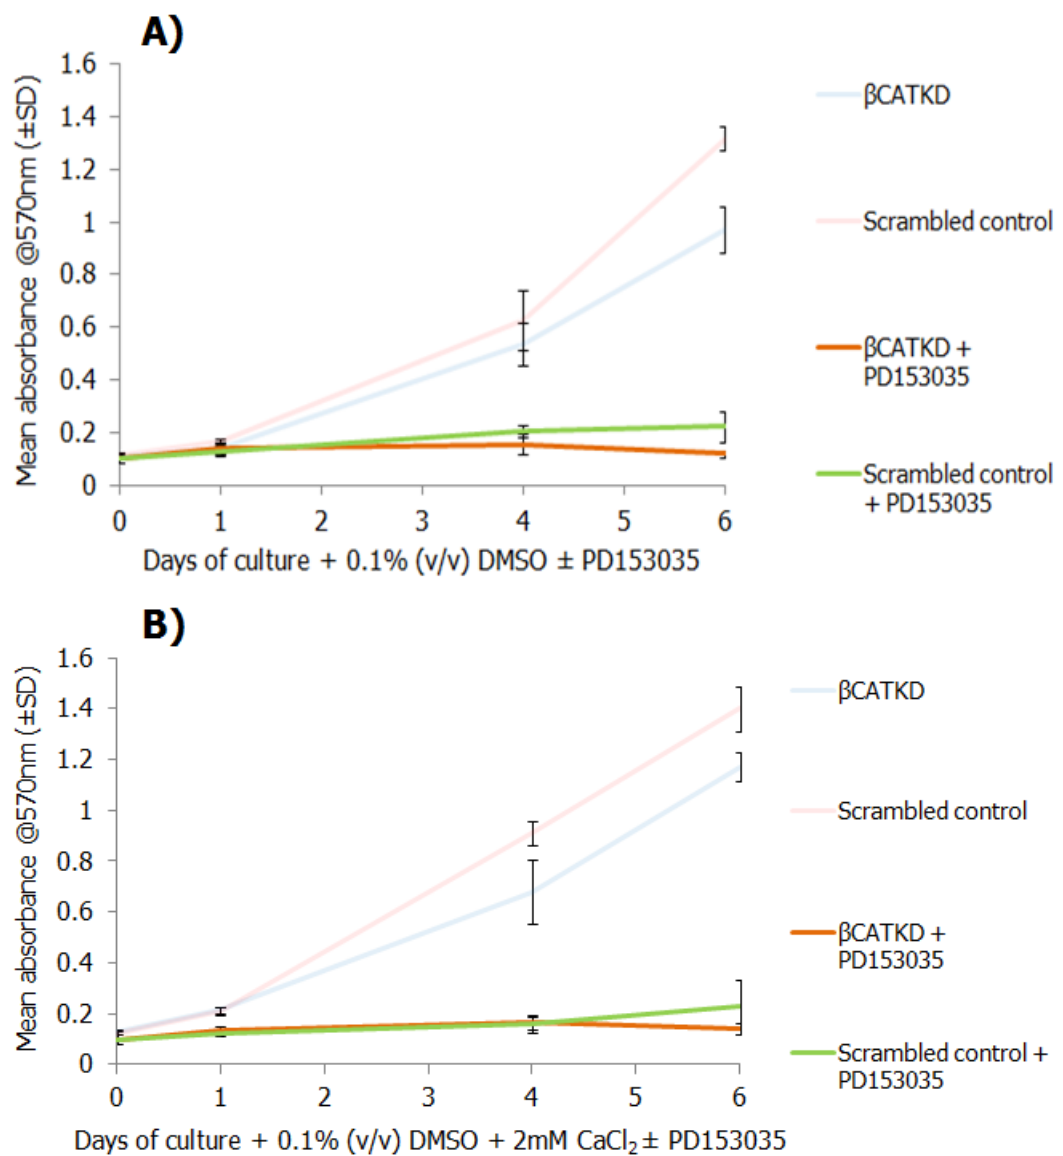 A)
Mean absorbance @570nm (±SD)
1.6
1.4
1.2
1
0.8
0.6
0.4
0.2
0
0 1 2 3 4 5 6
Days of culture + 0.1% (v/v) DMSO ± PD153035
βCATKD
Scrambled control
βCATKD +
PD153035
Scrambled control
+ PD153035
B)
Mean absorbance @570nm (±SD)
1.6
1.4
1.2
1
0.8
0.6
0.4
0.2
0
0 1 2 3 4 5 6
Days of culture + 0.1% (v/v) DMSO + 2mM CaCl₂ ± PD153035
βCATKD
Scrambled control
βCATKD +
PD153035
Scrambled control +
PD153035